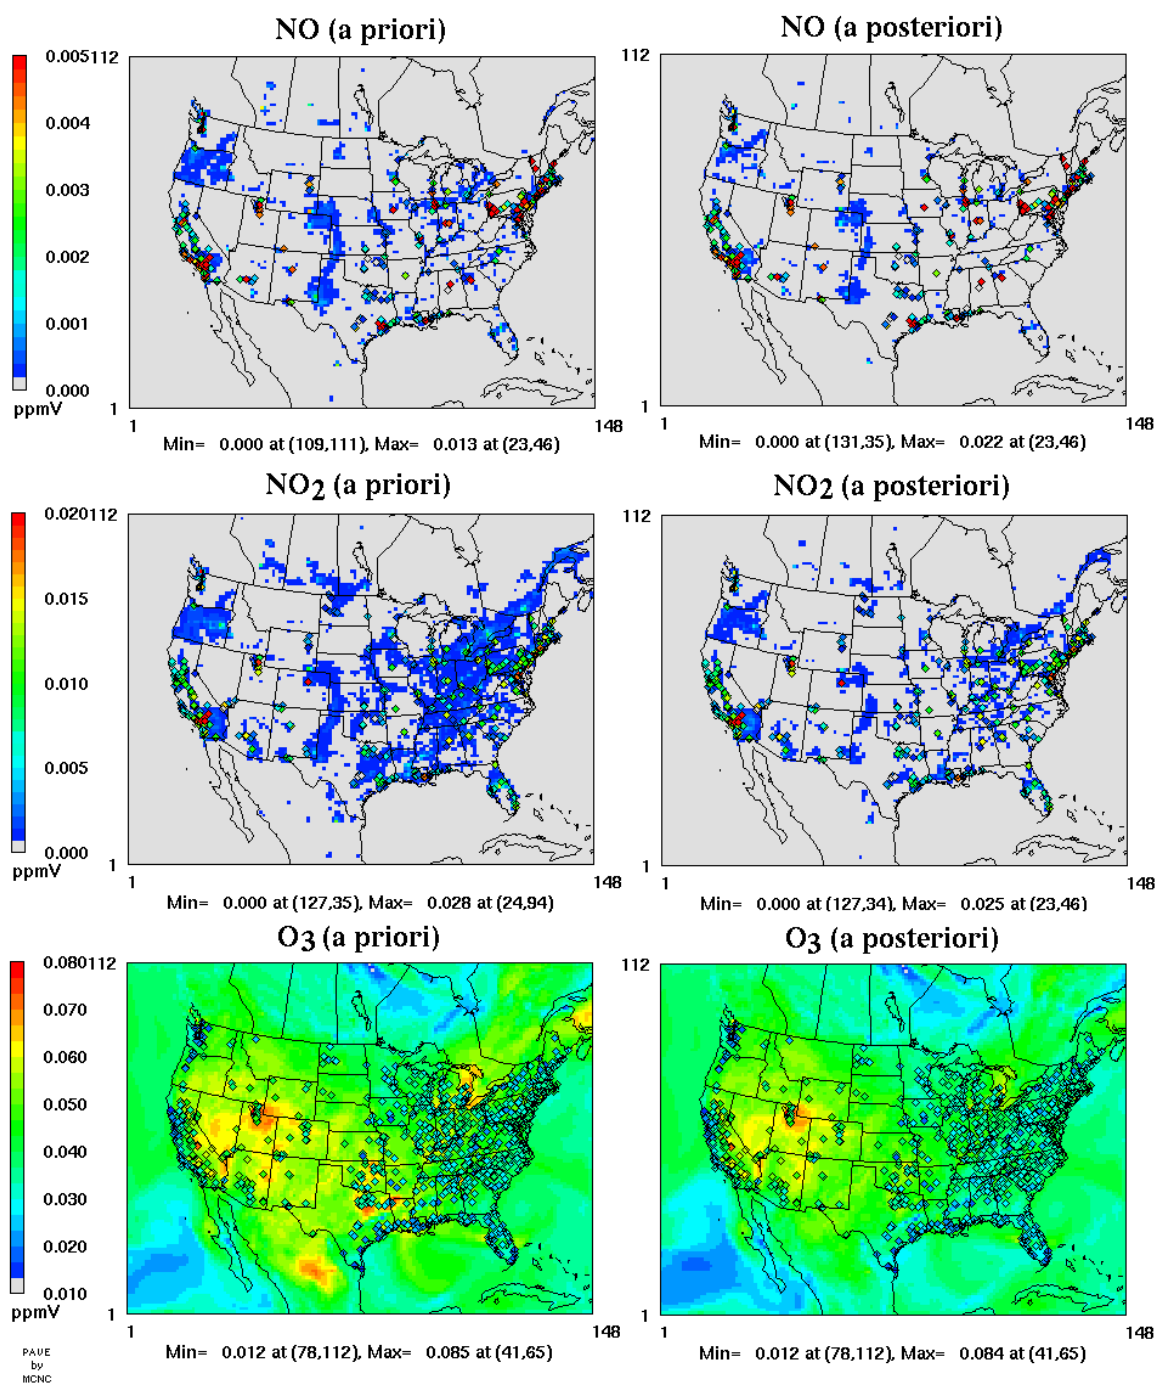 NO (a priori)
NO (a posteriori)
0.005
112
112
0.004
0.003
0.002
0.001
0.000
ppmV
1
1
1
148
1
148
Min= 0.000 at (109,111), Max= 0.013 at (23,46)
Min= 0.000 at (131,35), Max= 0.022 at (23,46)
NO2 (a priori)
NO2 (a posteriori)
0.020
112
112
0.015
0.010
0.005
0.000
ppmV
1
1
1
148
1
148
Min= 0.000 at (127,35), Max= 0.028 at (24,94)
Min= 0.000 at (127,34), Max= 0.025 at (23,46)
O3 (a priori)
O3 (a posteriori)
0.080
112
112
0.070
0.060
0.050
0.040
0.030
0.020
0.010
ppmV
1
1
1
148
1
148
Min= 0.012 at (78,112), Max= 0.085 at (41,65)
Min= 0.012 at (78,112), Max= 0.084 at (41,65)
PAVE
by
MCNC